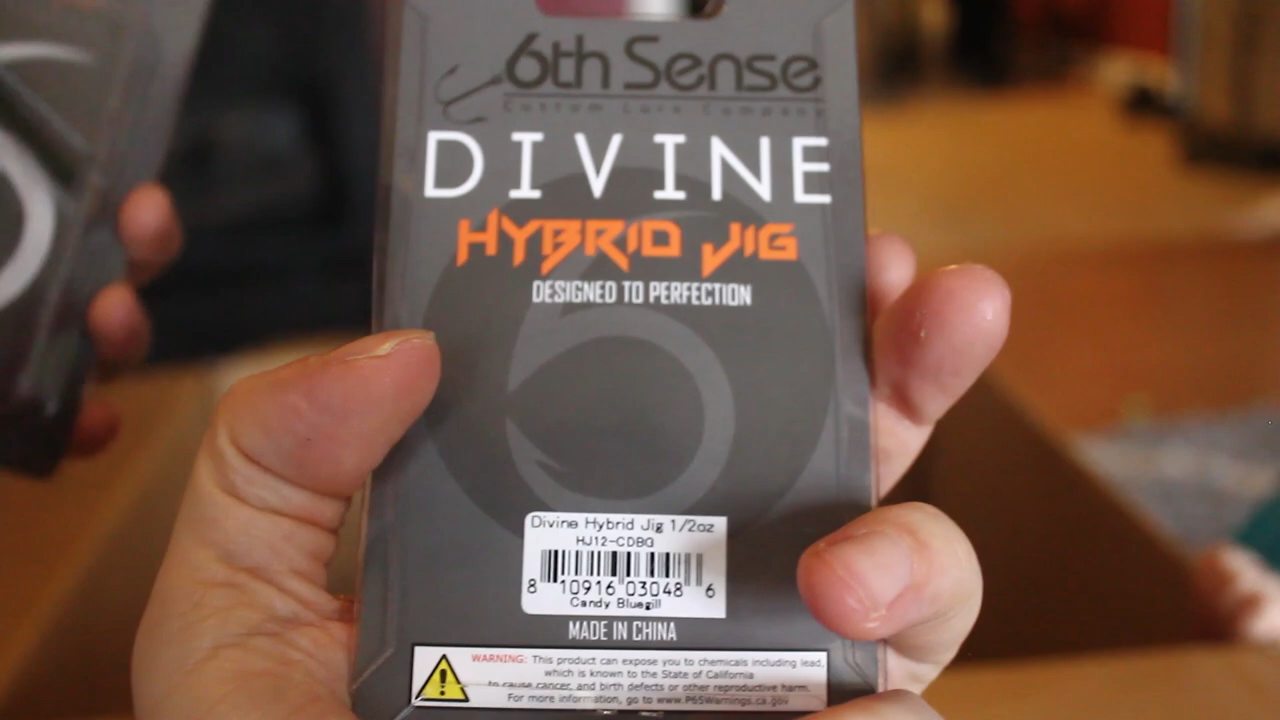 6th Sense
Custom Lure Company
DIVINE
HYBRID JIG
DESIGNED TO PERFECTION
Divine Hybrid Jig 1/2oz
HJ12-CDBG
8 10916 03048 6
Candy Bluegill
MADE IN CHINA
WARNING: This product can expose you to chemicals including lead,
which is known to the State of California
to cause cancer, and birth defects or other reproductive harm.
For more information, go to www.P65Warnings.ca.gov